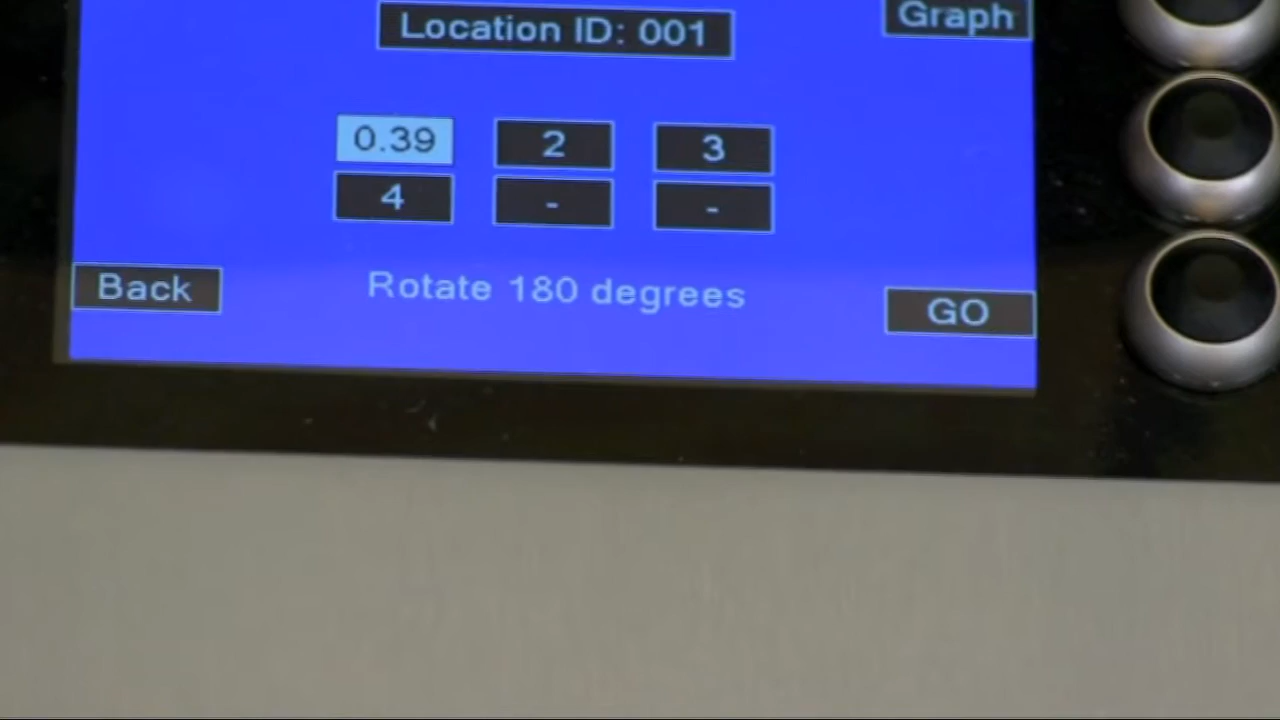 Location ID: 001
Graph
0.39 2 3
4 - -
Back
Rotate 180 degrees
GO